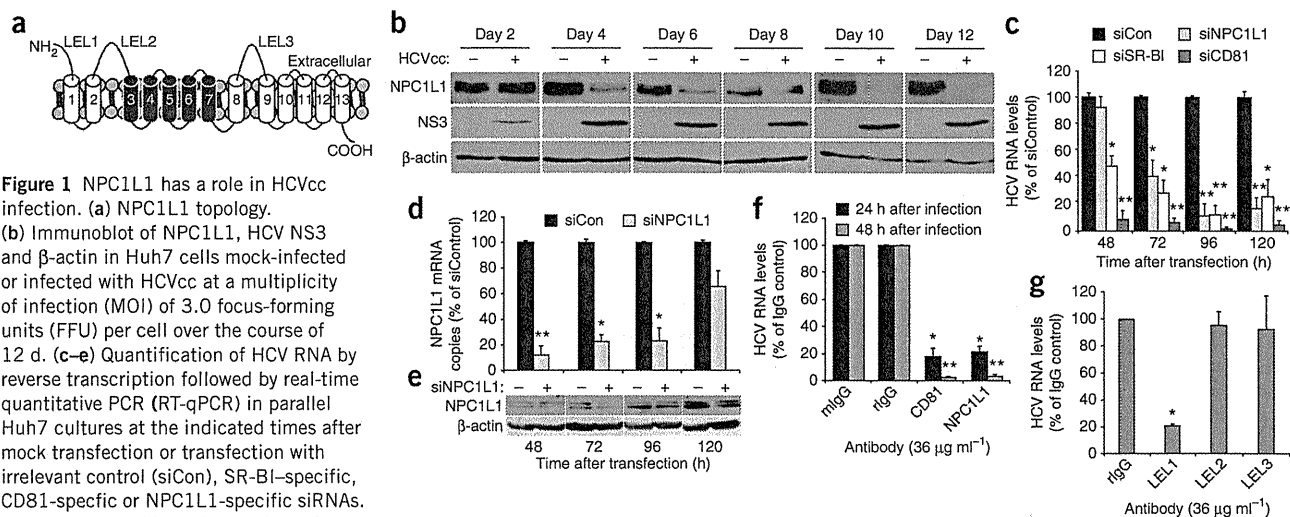 a
NH2
LEL1
LEL2
LEL3
Extracellular
1 2 3 4 5 6 7 8 9 10 11 12 13
COOH
Figure 1 NPC1L1 has a role in HCVcc
infection. (a) NPC1L1 topology.
(b) Immunoblot of NPC1L1, HCV NS3
and β-actin in Huh7 cells mock-infected
or infected with HCVcc at a multiplicity
of infection (MOI) of 3.0 focus-forming
units (FFU) per cell over the course of
12 d. (c–e) Quantification of HCV RNA by
reverse transcription followed by real-time
quantitative PCR (RT-qPCR) in parallel
Huh7 cultures at the indicated times after
mock transfection or transfection with
irrelevant control (siCon), SR-BI–specific,
CD81-specfic or NPC1L1-specific siRNAs.
b
Day 2 Day 4 Day 6 Day 8 Day 10 Day 12
HCVcc: – + – + – + – + – + – +
NPC1L1
NS3
β-actin
c
siCon siNPC1L1
siSR-BI siCD81
HCV RNA levels
(% of siControl)
120
100
80
60
40
20
0
* ** * * ** ** ** ** ** * **
48 72 96 120
Time after transfection (h)
d
siCon siNPC1L1
NPC1L1 mRNA
copies (% of siControl)
120
100
80
60
40
20
0
** * *
e
siNPC1L1: – + – + – + – +
NPC1L1
β-actin
48 72 96 120
Time after transfection (h)
f
24 h after infection
48 h after infection
HCV RNA levels
(% of IgG control)
120
100
80
60
40
20
0
* ** * **
mIgG rIgG CD81 NPC1L1
Antibody (36 µg ml–1)
g
HCV RNA levels
(% of IgG control)
120
100
80
60
40
20
0
*
rIgG LEL1 LEL2 LEL3
Antibody (36 µg ml–1)